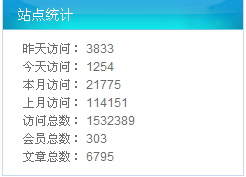 站点统计
昨天访问： 3833
今天访问： 1254
本月访问： 21775
上月访问： 114151
访问总数： 1532389
会员总数： 303
文章总数： 6795